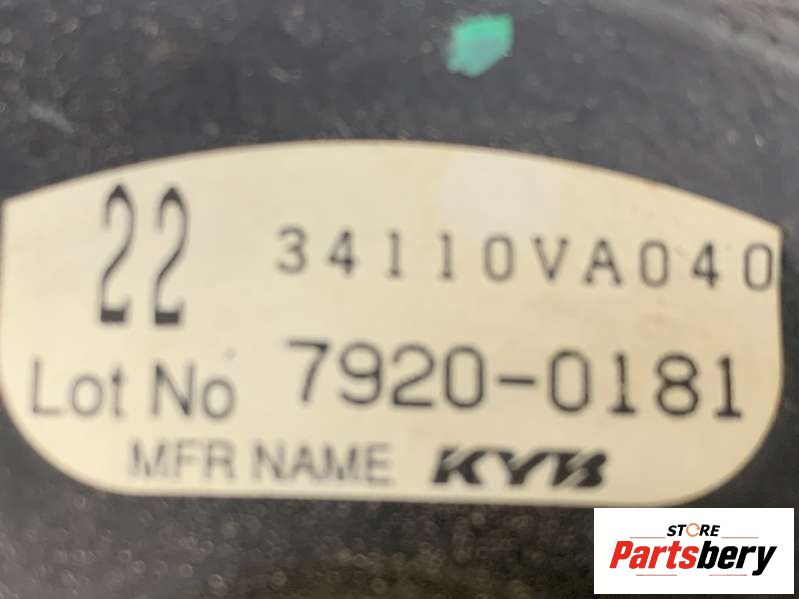 22 34110VA040
Lot No 7920-0181
MFR NAME KYB
STORE
Partsbery